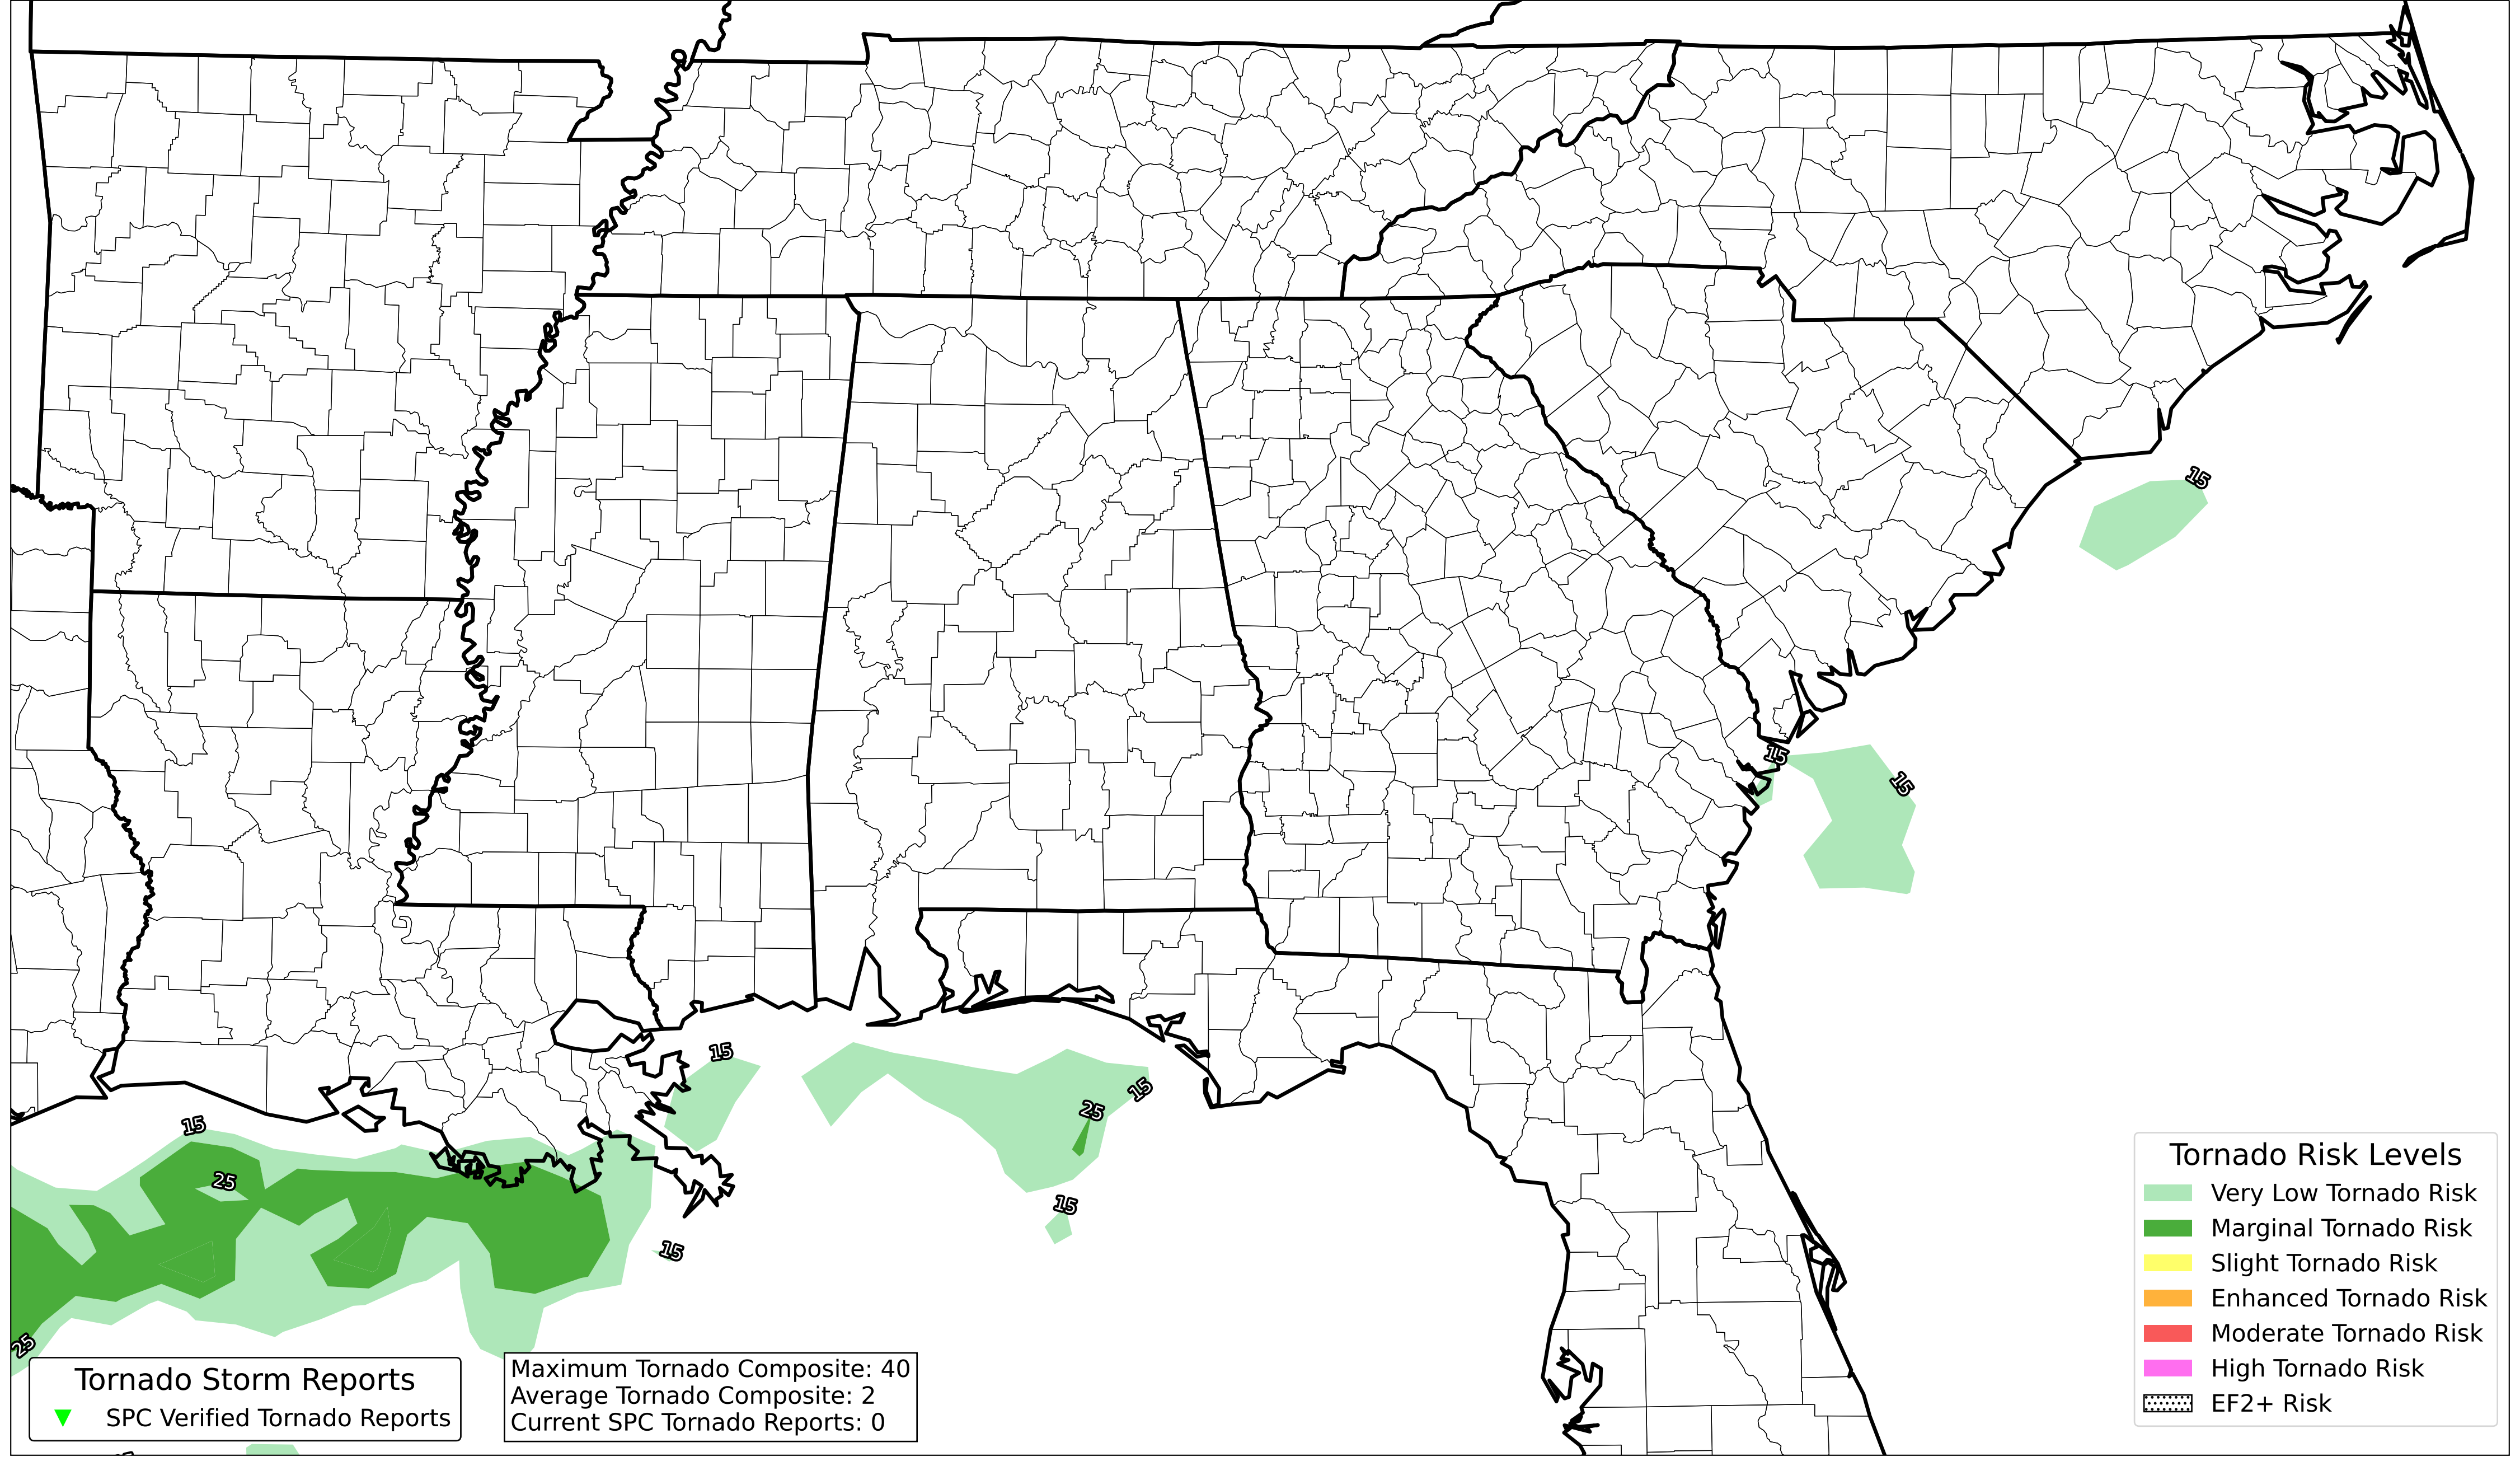 15
15
15
15
15
25
15
15
25
15
15
25
Tornado Storm Reports
SPC Verified Tornado Reports
Maximum Tornado Composite: 40
Average Tornado Composite: 2
Current SPC Tornado Reports: 0
Tornado Risk Levels
Very Low Tornado Risk
Marginal Tornado Risk
Slight Tornado Risk
Enhanced Tornado Risk
Moderate Tornado Risk
High Tornado Risk
EF2+ Risk